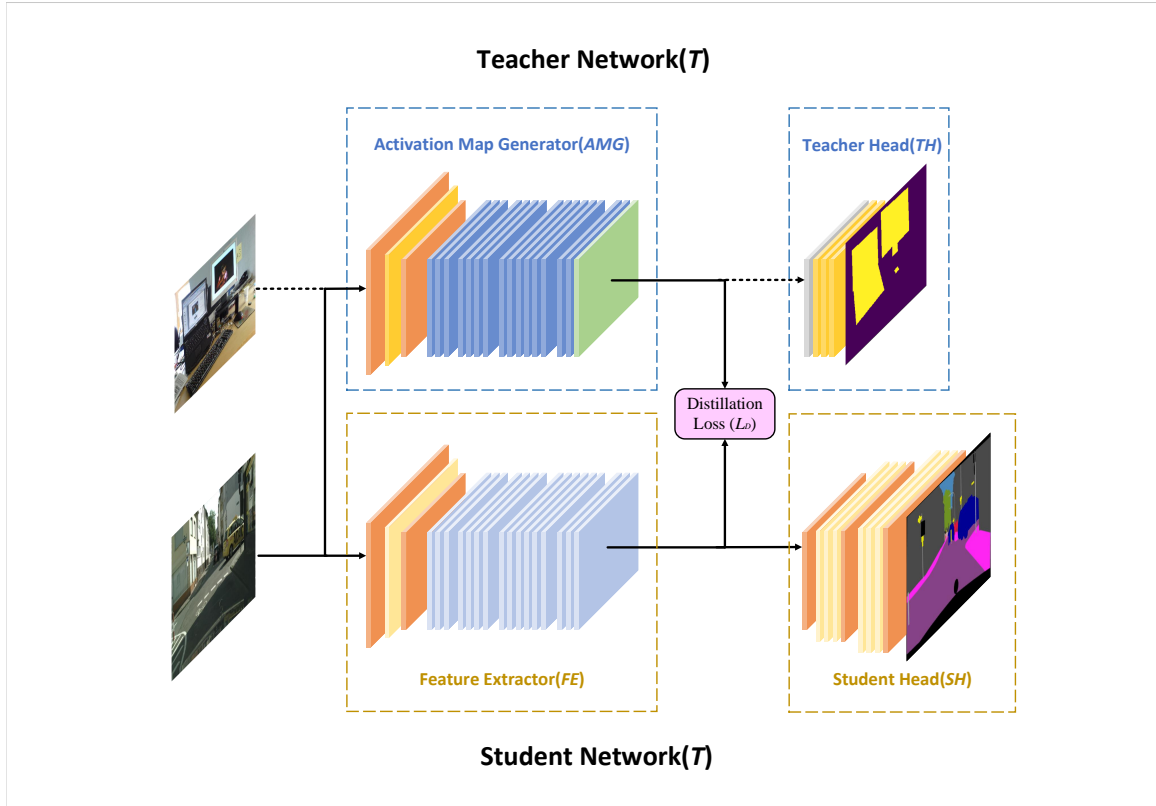 Teacher Network(T)
Activation Map Generator(AMG)
Teacher Head(TH)
Distillation
Loss (LD)
Feature Extractor(FE)
Student Head(SH)
Student Network(T)